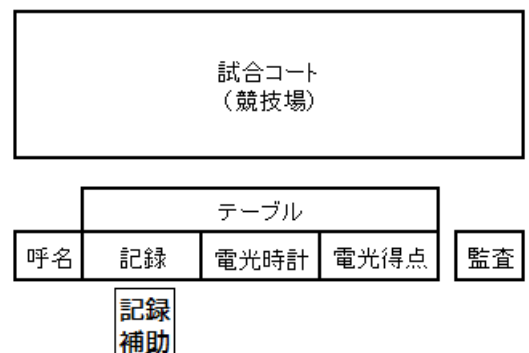 試合コート
（競技場）
テーブル
呼名
記録
電光時計
電光得点
監査
記録
補助